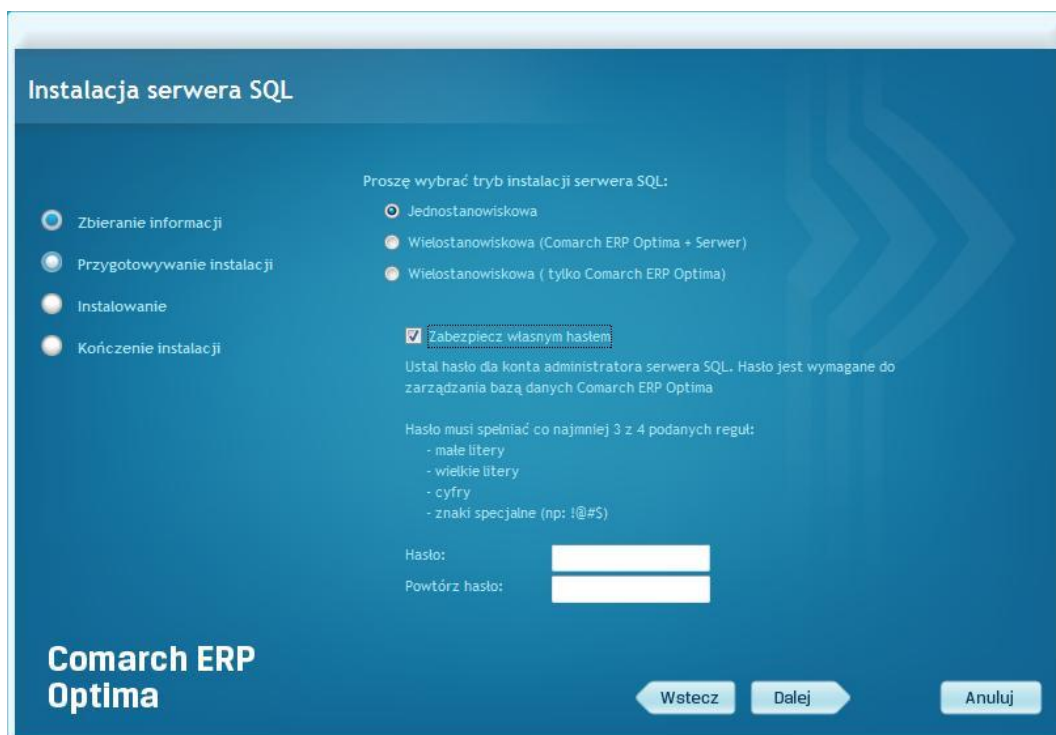 Instalacja serwera SQL
Proszę wybrać tryb instalacji serwera SQL:
Jednostanowiskowa
Wielostanowiskowa (Comarch ERP Optima + Serwer)
Wielostanowiskowa ( tylko Comarch ERP Optima)
Zbieranie informacji
Przygotowywanie instalacji
Instalowanie
Kończenie instalacji
Zabezpiecz własnym hasłem
Ustal hasło dla konta administratora serwera SQL. Hasło jest wymagane do
zarządzania bazą danych Comarch ERP Optima
Hasło musi spełniać co najmniej 3 z 4 podanych reguł:
- małe litery
- wielkie litery
- cyfry
- znaki specjalne (np: !@#$)
Hasło:
Powtórz hasło:
Comarch ERP
Optima
Wstecz
Dalej
Anuluj